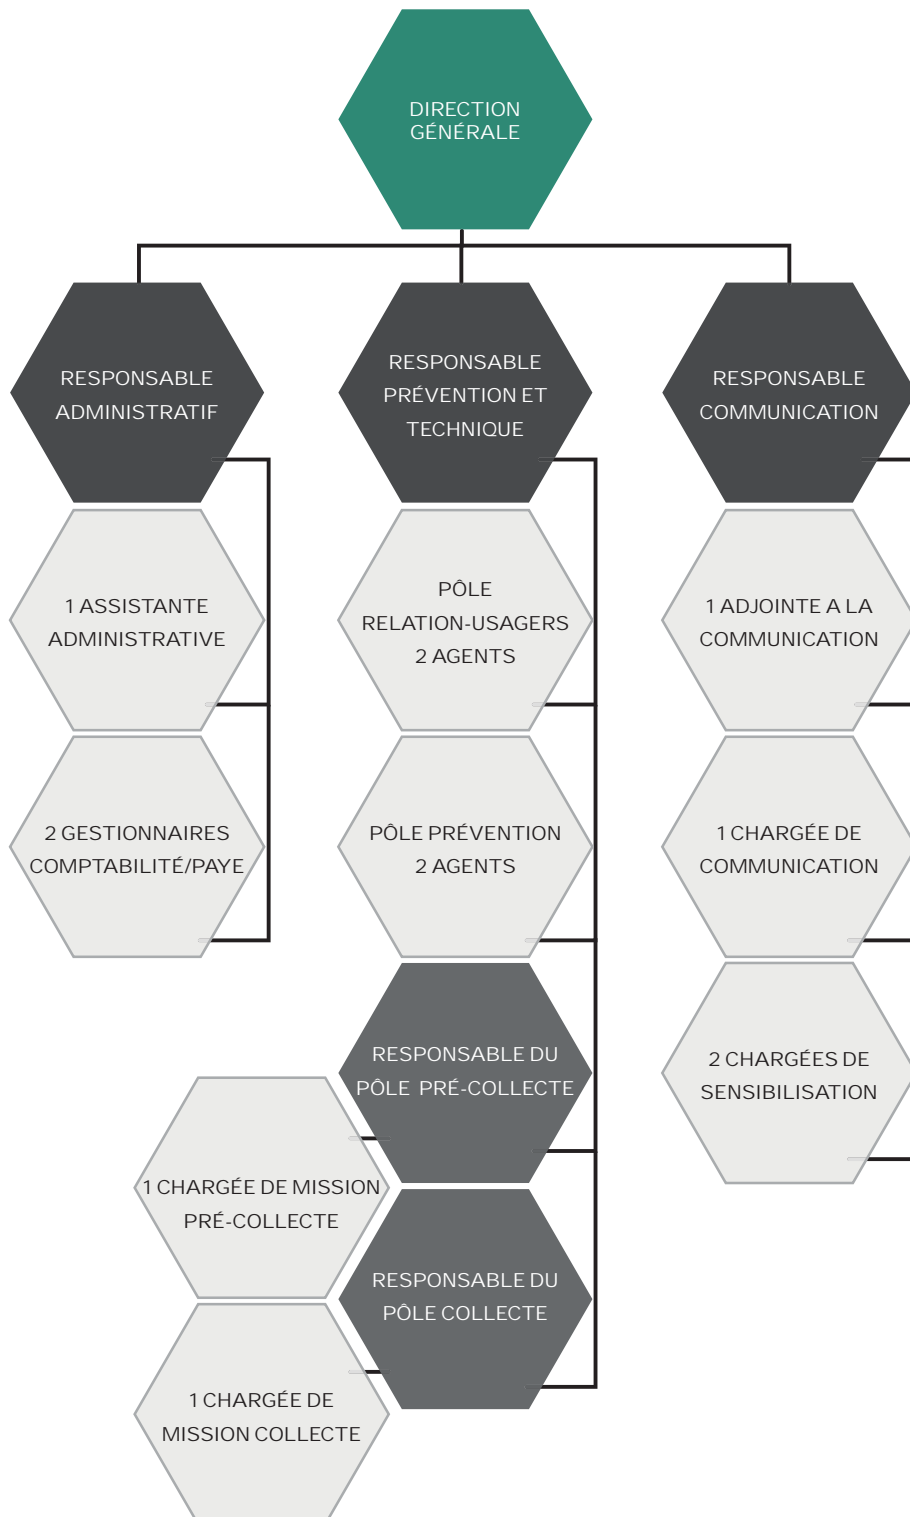 DIRECTION
GÉNÉRALE
RESPONSABLE
ADMINISTRATIF
RESPONSABLE
PRÉVENTION ET
TECHNIQUE
RESPONSABLE
COMMUNICATION
1 ASSISTANTE
ADMINISTRATIVE
PÔLE
RELATION-USAGERS
2 AGENTS
1 ADJOINTE A LA
COMMUNICATION
2 GESTIONNAIRES
COMPTABILITÉ/PAYE
PÔLE PRÉVENTION
2 AGENTS
1 CHARGÉE DE
COMMUNICATION
RESPONSABLE DU
PÔLE PRÉ-COLLECTE
2 CHARGÉES DE
SENSIBILISATION
1 CHARGÉE DE MISSION
PRÉ-COLLECTE
RESPONSABLE DU
PÔLE COLLECTE
1 CHARGÉE DE
MISSION COLLECTE